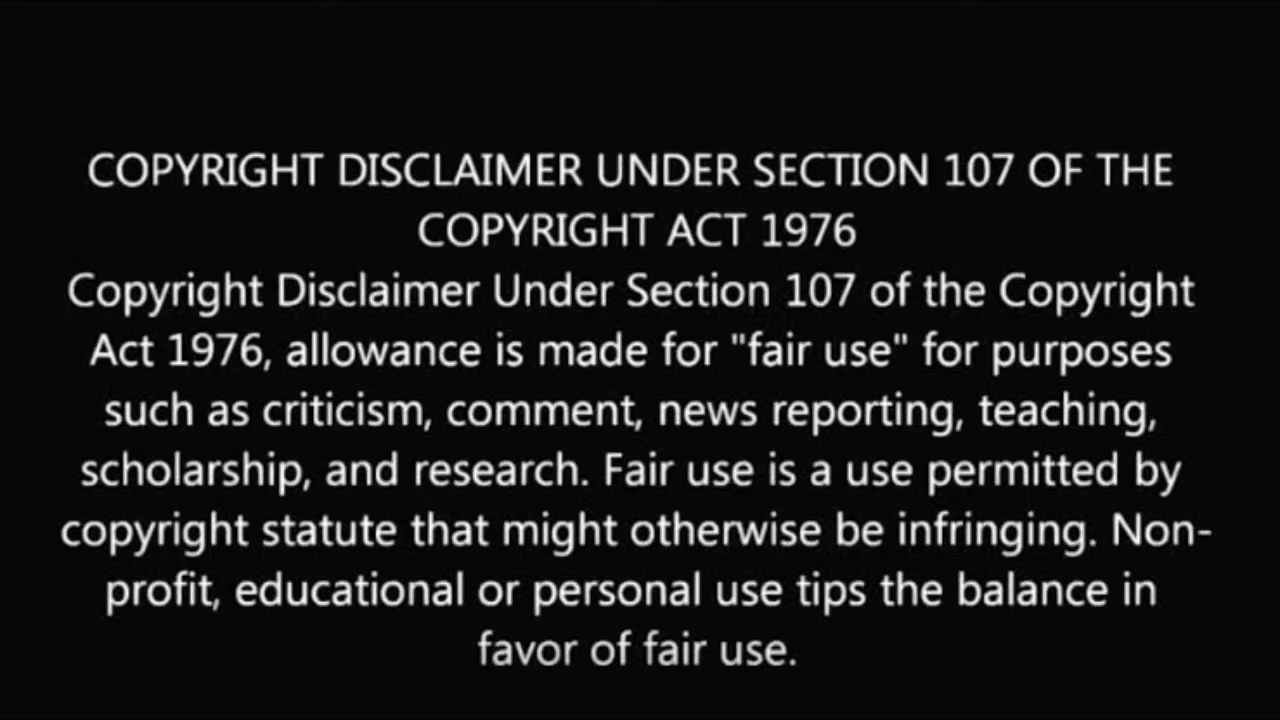 COPYRIGHT DISCLAIMER UNDER SECTION 107 OF THE
COPYRIGHT ACT 1976
Copyright Disclaimer Under Section 107 of the Copyright
Act 1976, allowance is made for "fair use" for purposes
such as criticism, comment, news reporting, teaching,
scholarship, and research. Fair use is a use permitted by
copyright statute that might otherwise be infringing. Non-
profit, educational or personal use tips the balance in
favor of fair use.